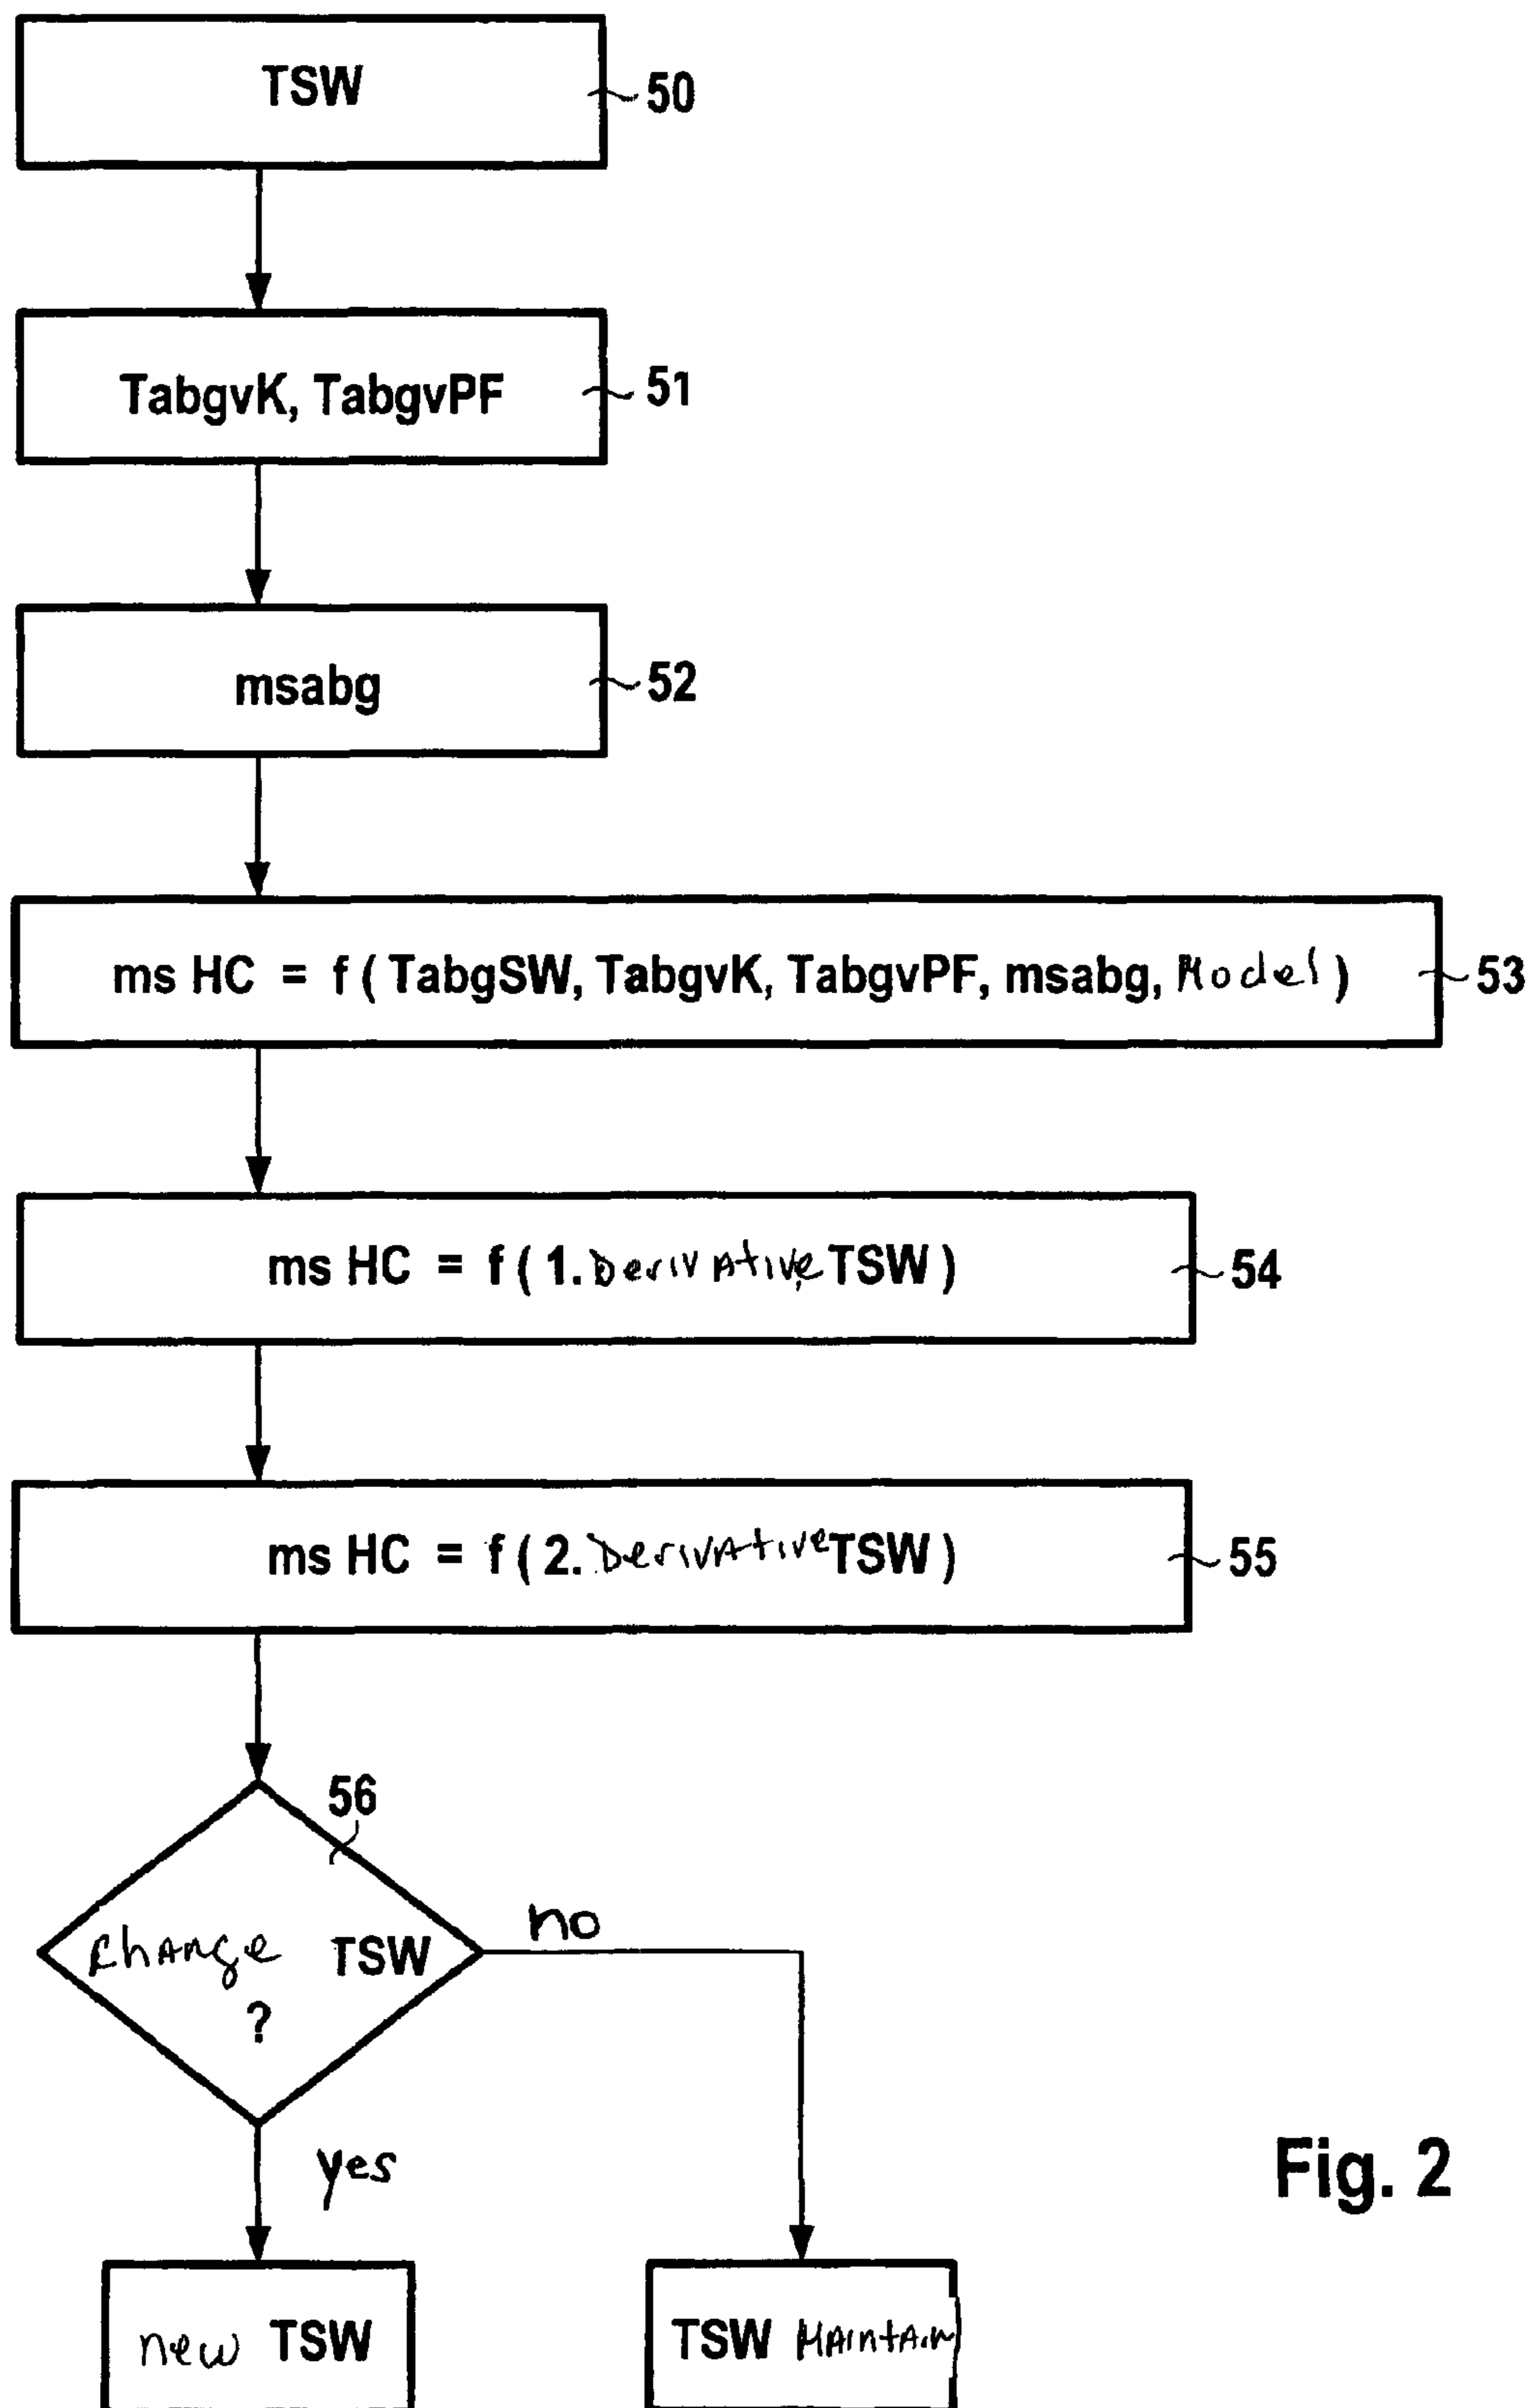 TSW
50
TabgvK, TabgvPF
51
msabg
52
ms HC = f ( TabgSW, TabgvK, TabgvPF, msabg, Model )
53
ms HC = f ( 1. Derivative TSW )
54
ms HC = f ( 2. Derivative TSW )
55
56
change TSW
?
no
yes
new TSW
TSW Maintain
Fig. 2